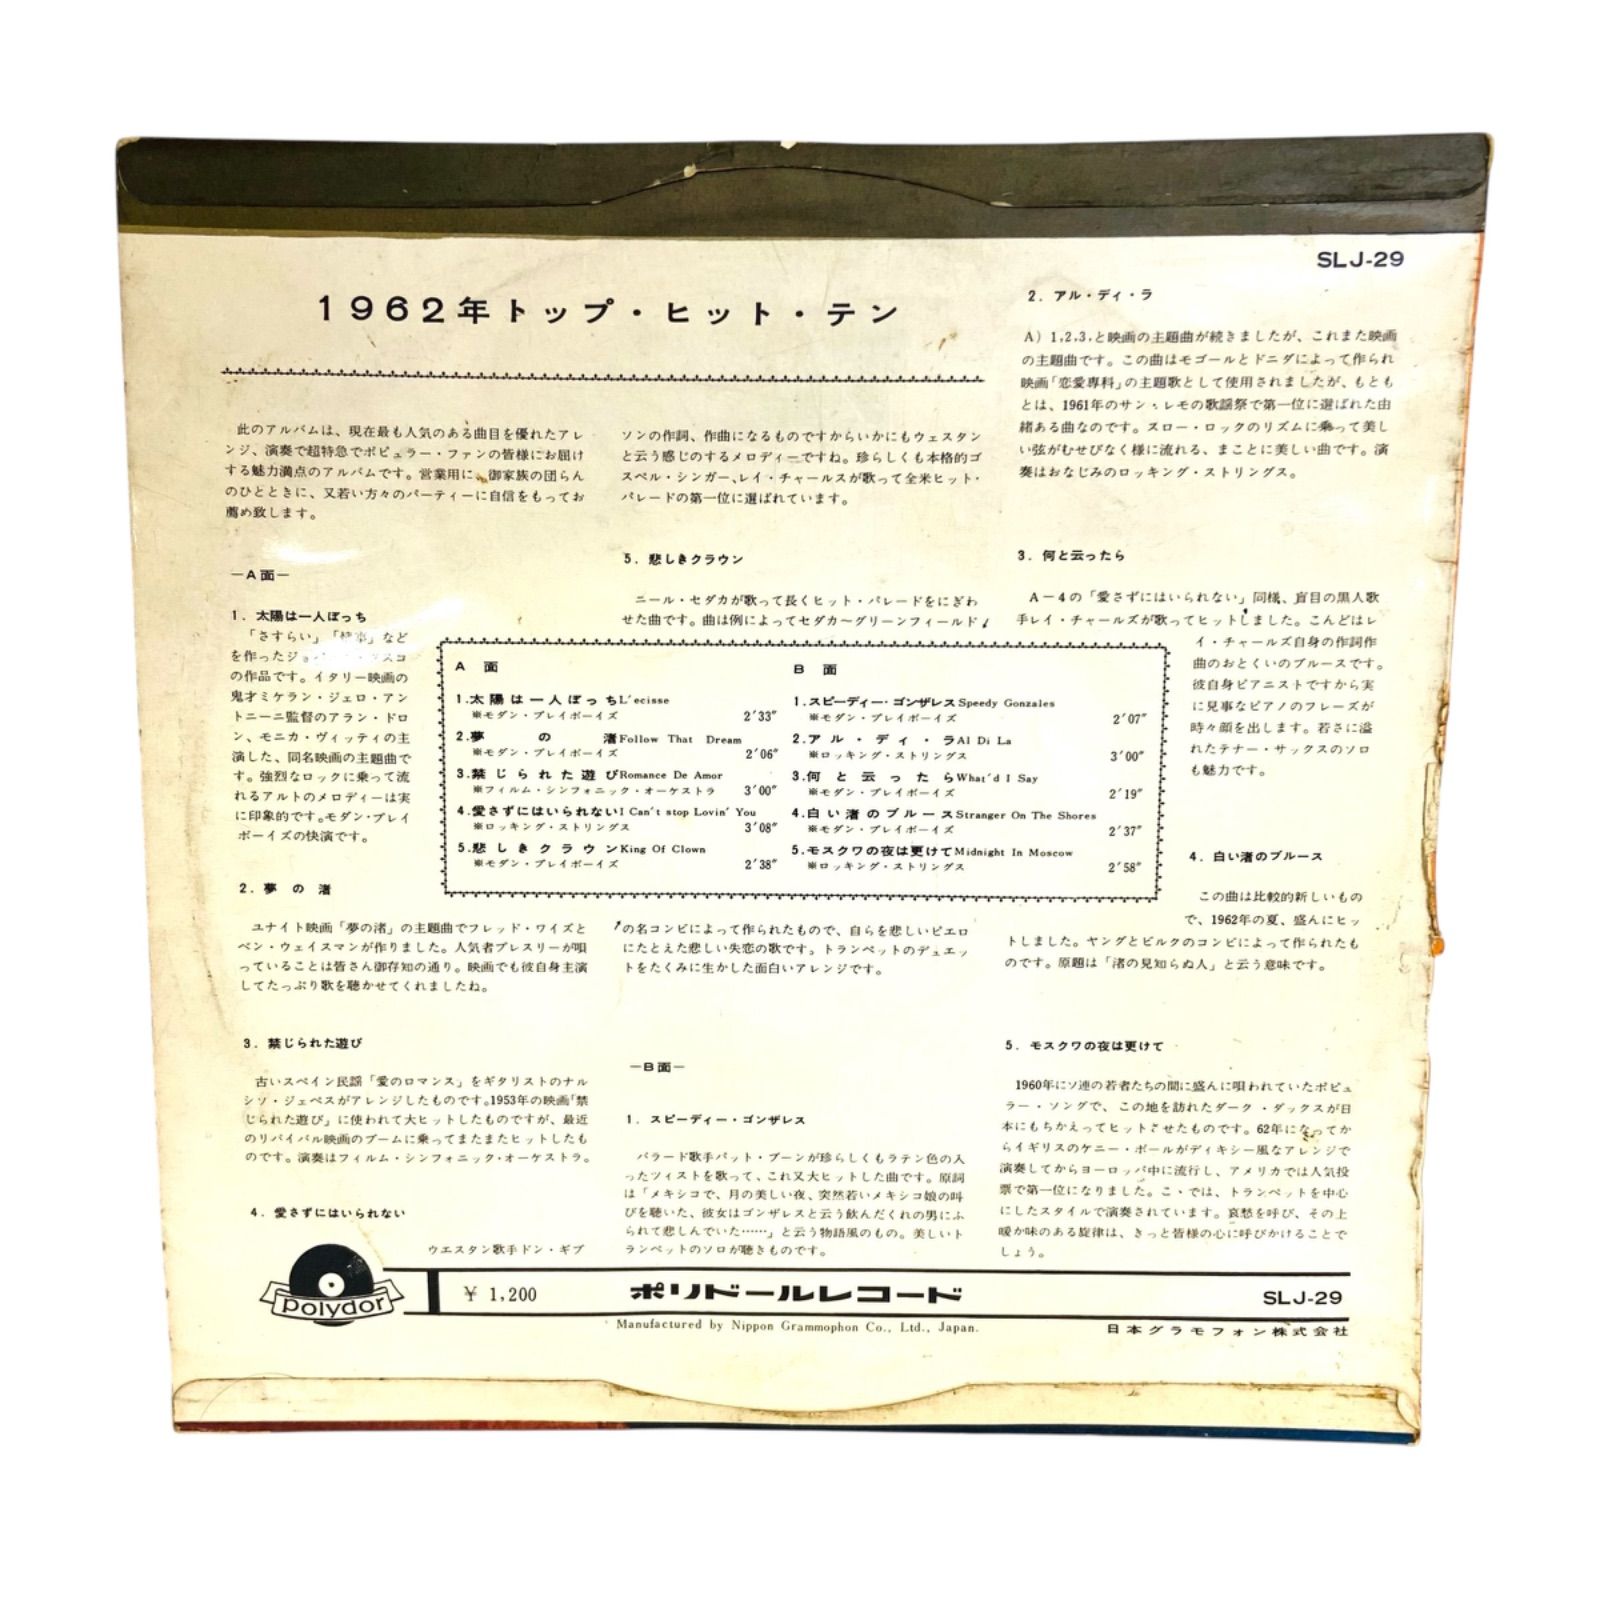 SLJ-29
1962年トップ・ヒット・テン
此のアルバムは、現在最も人気のある曲目を優れたアレ
ンジ、演奏で超特急でポピュラー・ファンの皆様にお届け
する魅力満点のアルバムです。営業用に、御家族の団らん
のひとときに、又若い方々のパーティーに自信をもってお
薦め致します。
―A面―
1. 太陽は一人ぼっち
「さすらい」「情事」など
を作ったジョ
の作品です。イタリー映画の
鬼才ミケラン・ジェロ・アン
トニーニ監督のアラン・ドロ
ン、モニカ・ヴィッティの主
演した、同名映画の主題曲で
す。強烈なロックに乗って流
れるアルトのメロディーは実
に印象的です。モダン・プレイ
ボーイズの快演です。
2. 夢の渚
ユナイト映画「夢の渚」の主題曲でフレッド・ワイズと
ベン・ウェイスマンが作りました。人気者プレスリーが唄
っていることは皆さん御存知の通り。映画でも彼自身主演
してたっぷり歌を聴かせてくれましたね。
3. 禁じられた遊び
古いスペイン民謡「愛のロマンス」をギタリストのナル
シソ・ジェペスがアレンジしたものです。1953年の映画「禁
じられた遊び」に使われて大ヒットしたものですが、最近
のリバイバル映画のブームに乗ってまたまたヒットしたも
のです。演奏はフィルム・シンフォニック・オーケストラ。
4. 愛さずにはいられない
ウエスタン歌手ドン・ギブ
ソンの作詞、作曲になるものですからいかにもウェスタン
と云う感じのするメロディーですね。珍らしくも本格的ゴ
スペル・シンガー、レイ・チャールスが歌って全米ヒット・
パレードの第一位に選ばれています。
5. 悲しきクラウン
ニール・セダカが歌って長くヒット・パレードをにぎわ
せた曲です。曲は例によってセダカ〜グリーンフィールド
の名コンビによって作られたもので、自らを悲しいピエロ
にたとえた悲しい失恋の歌です。トランペットのデュエッ
トをたくみに生かした面白いアレンジです。
A 面
1.太陽は一人ぼっちL'ecisse
※モダン・プレイボーイズ 2′33″
2.夢の渚Follow That Dream
※モダン・プレイボーイズ 2′06″
3.禁じられた遊びRomance De Amor
※フィルム・シンフォニック・オーケストラ 3′00″
4.愛さずにはいられないI Can't stop Lovin' You
※ロッキング・ストリングス 3′08″
5.悲しきクラウンKing Of Clown
※モダン・プレイボーイズ 2′38″
B 面
1.スピーディー・ゴンザレスSpeedy Gonzales
※モダン・プレイボーイズ 2′07″
2.アル・ディ・ラAl Di La
※ロッキング・ストリングス 3′00″
3.何と云ったらWhat'd I Say
※モダン・プレイボーイズ 2′19″
4.白い渚のブルースStranger On The Shores
※モダン・プレイボーイズ 2′37″
5.モスクワの夜は更けてMidnight In Moscow
※ロッキング・ストリングス 2′58″
―B面―
1. スピーディー・ゴンザレス
バラード歌手パット・ブーンが珍らしくもラテン色の入
ったツイストを歌って、これ又大ヒットした曲です。原詞
は「メキシコで、月の美しい夜、突然若いメキシコ娘の叫
びを聴いた、彼女はゴンザレスと云う飲んだくれの男にふ
られて悲しんでいた……」と云う物語風のもの。美しいト
ランペットのソロが聴きものです。
2. アル・ディ・ラ
A) 1,2,3,と映画の主題曲が続きましたが、これまた映画
の主題曲です。この曲はモゴールとドニダによって作られ
映画「恋愛専科」の主題歌として使用されましたが、もとも
とは、1961年のサン・レモの歌謡祭で第一位に選ばれた由
緒ある曲なのです。スロー・ロックのリズムに乗って美し
い弦がむせびなく様に流れる、まことに美しい曲です。演
奏はおなじみのロッキング・ストリングス。
3. 何と云ったら
A－4の「愛さずにはいられない」同様、盲目の黒人歌
手レイ・チャールズが歌ってヒットしました。こんどはレ
イ・チャールズ自身の作詞作
曲のおとくいのブルースです。
彼自身ピアニストですから実
に見事なピアノのフレーズが
時々顔を出します。若さに溢
れたテナー・サックスのソロ
も魅力です。
4. 白い渚のブルース
この曲は比較的新しいもの
で、1962年の夏、盛んにヒッ
トしました。ヤングとビルクのコンビによって作られたも
のです。原題は「渚の見知らぬ人」と云う意味です。
5. モスクワの夜は更けて
1960年にソ連の若者たちの間に盛んに唄われていたポピュ
ラー・ソングで、この地を訪れたダーク・ダックスが日
本にもちかえってヒットさせたものです。62年になってか
らイギリスのケニー・ボールがディキシー風なアレンジで
演奏してからヨーロッパ中に流行し、アメリカでは人気投
票で第一位になりました。こゝでは、トランペットを中心
にしたスタイルで演奏されています。哀愁を呼び、その上
暖か味のある旋律は、きっと皆様の心に呼びかけることで
しょう。
polydor
¥ 1,200
ポリドールレコード
SLJ-29
Manufactured by Nippon Grammophon Co., Ltd., Japan.
日本グラモフォン株式会社